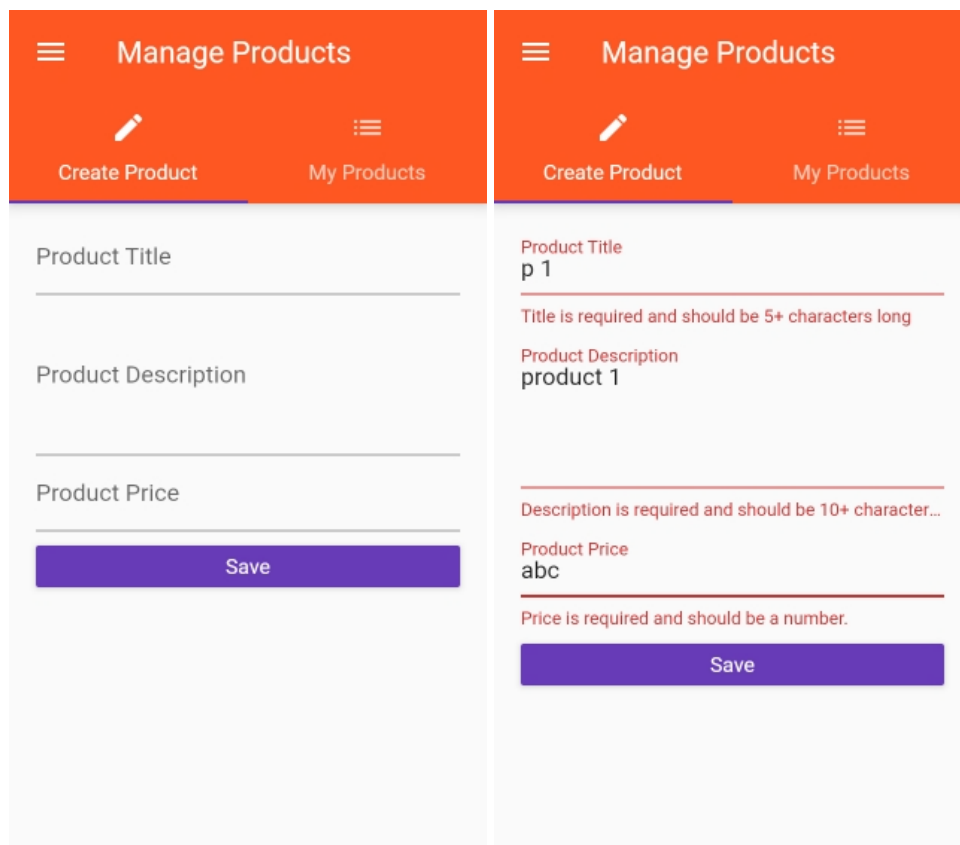 Manage Products
Create Product
My Products
Product Title
Product Description
Product Price
Save
Manage Products
Create Product
My Products
Product Title
p 1
Title is required and should be 5+ characters long
Product Description
product 1
Description is required and should be 10+ character...
Product Price
abc
Price is required and should be a number.
Save